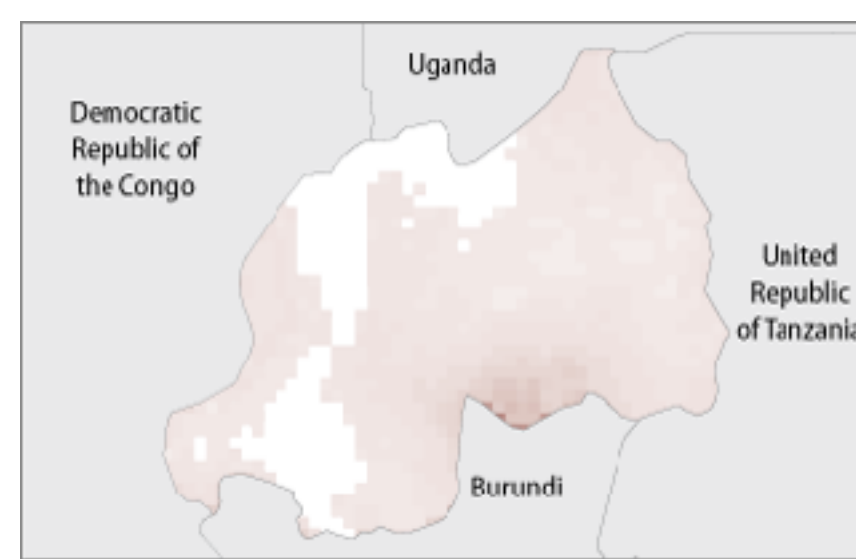 Uganda
Democratic
Republic of
the Congo
United
Republic
of Tanzania
Burundi